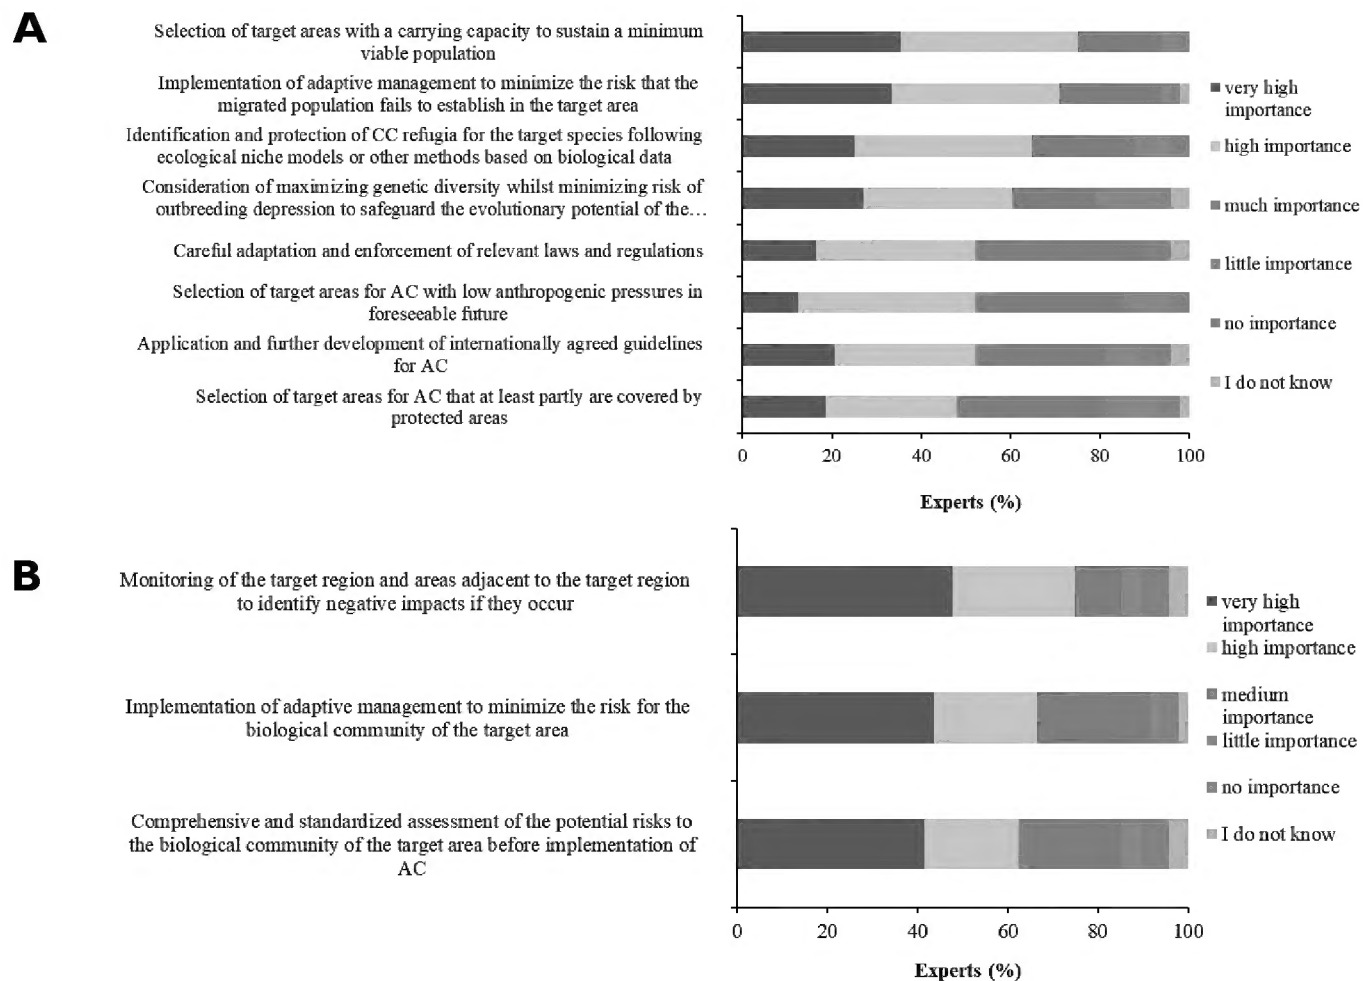 A
Selection of target areas with a carrying capacity to sustain a minimum
viable population
Implementation of adaptive management to minimize the risk that the
migrated population fails to establish in the target area
Identification and protection of CC refugia for the target species following
ecological niche models or other methods based on biological data
Consideration of maximizing genetic diversity whilst minimizing risk of
outbreeding depression to safeguard the evolutionary potential of the…
Careful adaptation and enforcement of relevant laws and regulations
Selection of target areas for AC with low anthropogenic pressures in
foreseeable future
Application and further development of internationally agreed guidelines
for AC
Selection of target areas for AC that at least partly are covered by
protected areas
very high
importance
high importance
much importance
little importance
no importance
I do not know
0 20 40 60 80 100
Experts (%)
B
Monitoring of the target region and areas adjacent to the target region
to identify negative impacts if they occur
Implementation of adaptive management to minimize the risk for the
biological community of the target area
Comprehensive and standardized assessment of the potential risks to
the biological community of the target area before implementation of
AC
very high
importance
high importance
medium
importance
little importance
no importance
I do not know
0 20 40 60 80 100
Experts (%)